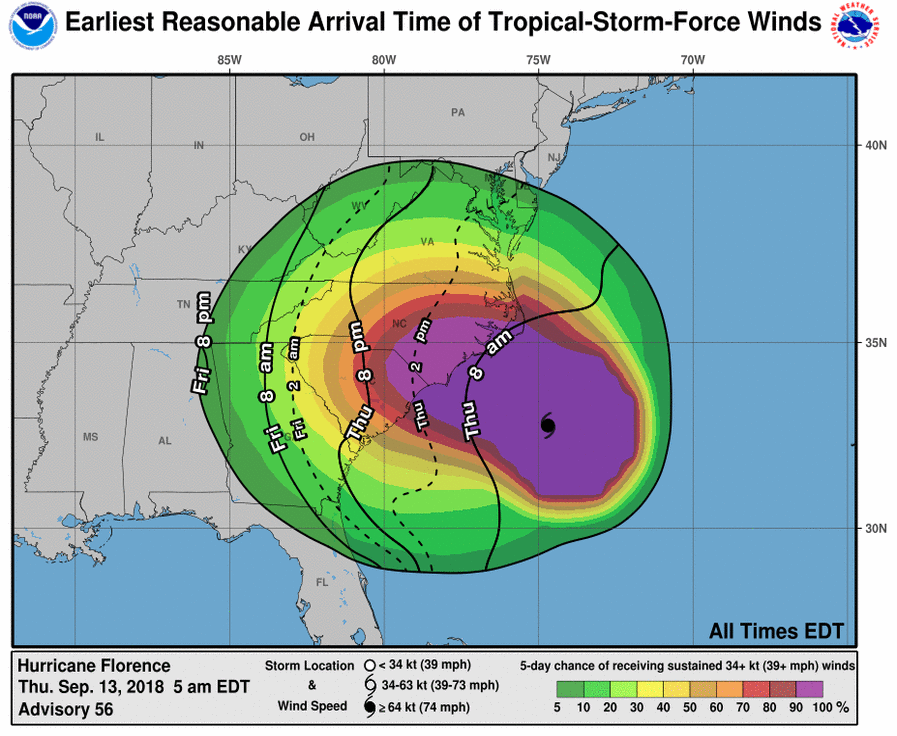 NOAA
Earliest Reasonable Arrival Time of Tropical-Storm-Force Winds
NATIONAL WEATHER SERVICE
85W
80W
75W
70W
PA
IL
IN
OH
NJ
40N
WV
KY
VA
TN
NC
35N
MS
AL
30N
FL
Fri 8 pm
Fri 8 am
Fri 2 am
Thu 8 pm
Thu 2 pm
Thu 8 am
All Times EDT
Hurricane Florence
Thu. Sep. 13, 2018 5 am EDT
Advisory 56
Storm Location
&
Wind Speed
< 34 kt (39 mph)
34-63 kt (39-73 mph)
≥ 64 kt (74 mph)
5-day chance of receiving sustained 34+ kt (39+ mph) winds
5 10 20 30 40 50 60 70 80 90 100 %